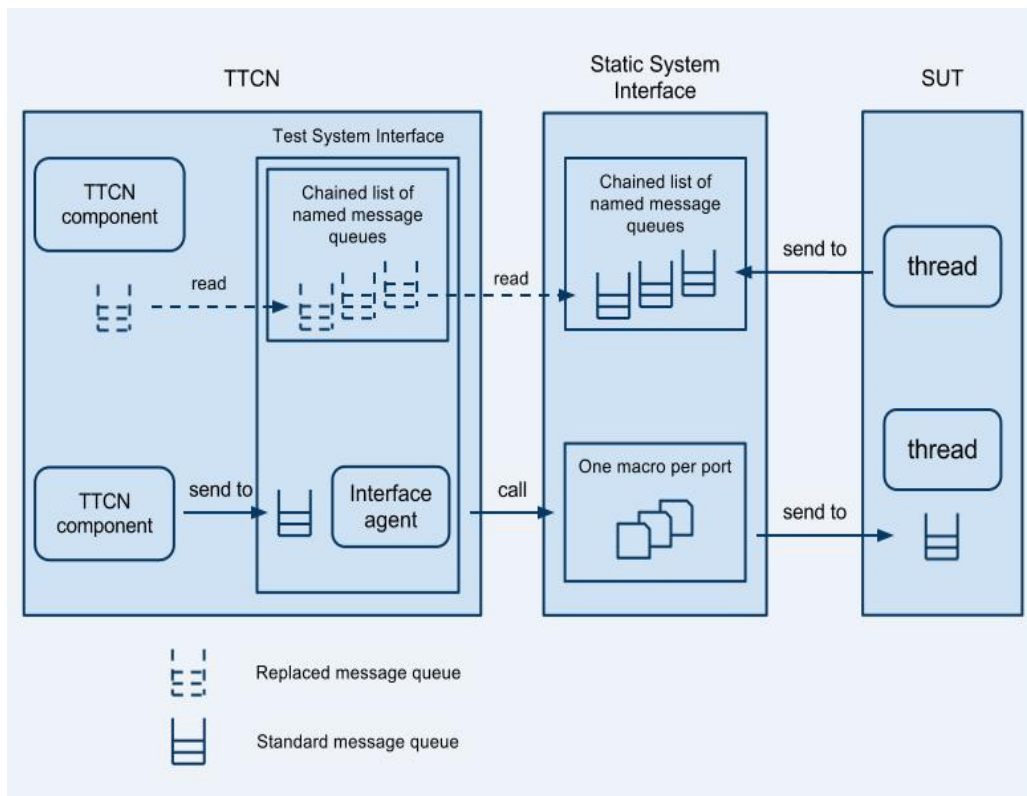 TTCN
Static System
Interface
SUT
Test System Interface
TTCN
component
Chained list of
named message
queues
Chained list of
named message
queues
send to
thread
read
read
thread
One macro per port
TTCN
component
send to
Interface
agent
call
send to
Replaced message queue
Standard message queue